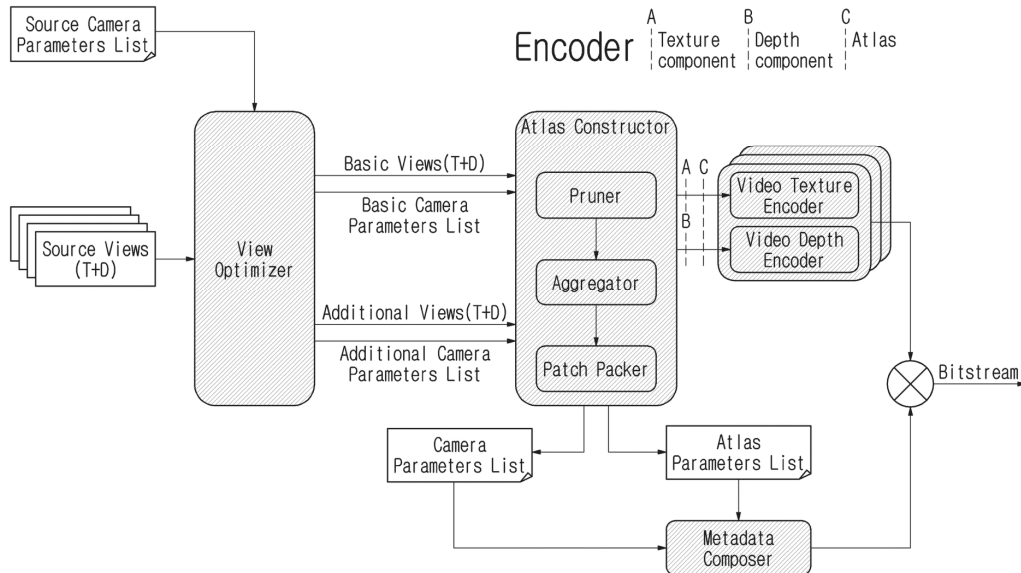 Source Camera
Parameters List
Encoder
A
Texture
component
B
Depth
component
C
Atlas
Atlas Constructor
Basic Views(T+D)
Basic Camera
Parameters List
Source Views
(T+D)
View
Optimizer
Additional Views(T+D)
Additional Camera
Parameters List
Pruner
Aggregator
Patch Packer
A
C
B
Video Texture
Encoder
Video Depth
Encoder
Bitstream
Camera
Parameters List
Atlas
Parameters List
Metadata
Composer